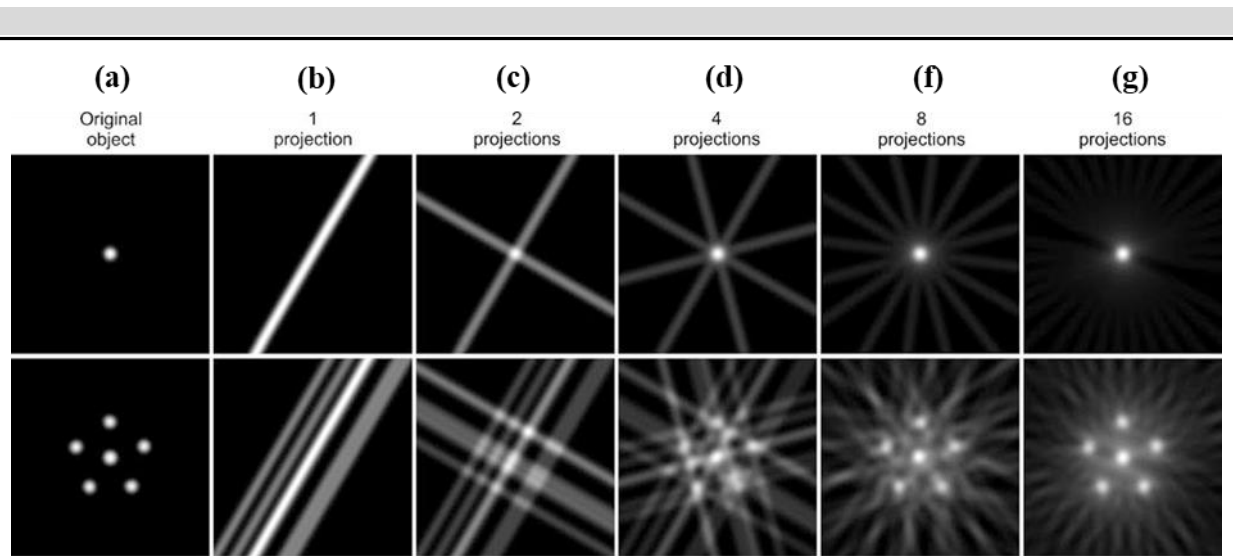 (a) (b) (c) (d) (f) (g)
Original 1 2 4 8 16
object projection projections projections projections projections